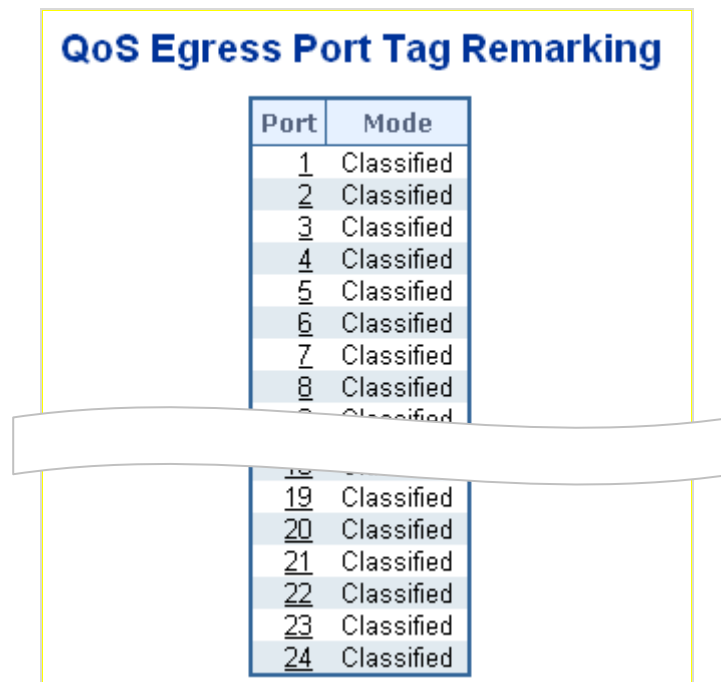 QoS Egress Port Tag Remarking
Port Mode
1 Classified
2 Classified
3 Classified
4 Classified
5 Classified
6 Classified
7 Classified
8 Classified
Classified
19 Classified
20 Classified
21 Classified
22 Classified
23 Classified
24 Classified